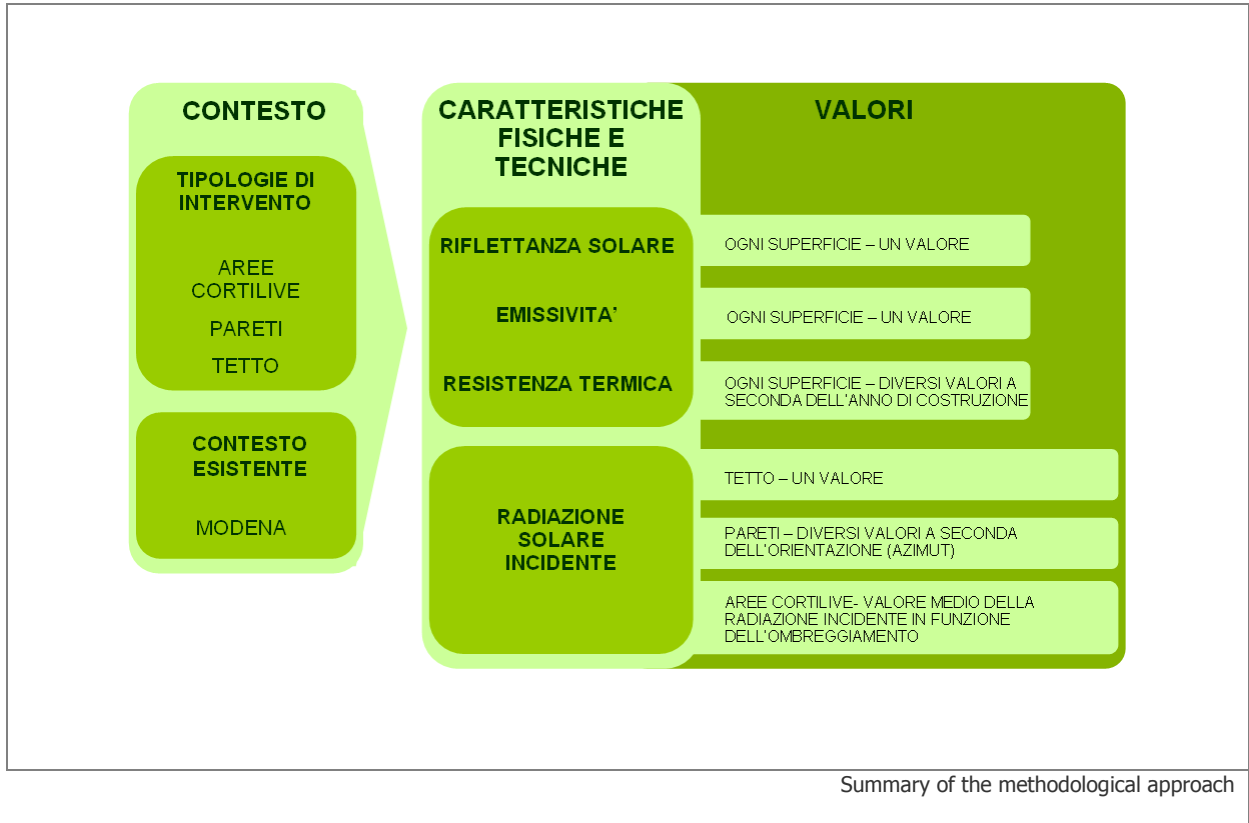 CONTESTO
TIPOLOGIE DI
INTERVENTO
AREE
CORTILIVE
PARETI
TETTO
CONTESTO
ESISTENTE
MODENA
CARATTERISTICHE
FISICHE E
TECNICHE
VALORI
RIFLETTANZA SOLARE
OGNI SUPERFICIE – UN VALORE
EMISSIVITA'
OGNI SUPERFICIE – UN VALORE
RESISTENZA TERMICA
OGNI SUPERFICIE – DIVERSI VALORI A
SECONDA DELL'ANNO DI COSTRUZIONE
RADIAZIONE
SOLARE
INCIDENTE
TETTO – UN VALORE
PARETI – DIVERSI VALORI A SECONDA
DELL'ORIENTAZIONE (AZIMUT)
AREE CORTILIVE- VALORE MEDIO DELLA
RADIAZIONE INCIDENTE IN FUNZIONE
DELL'OMBREGGIAMENTO
Summary of the methodological approach